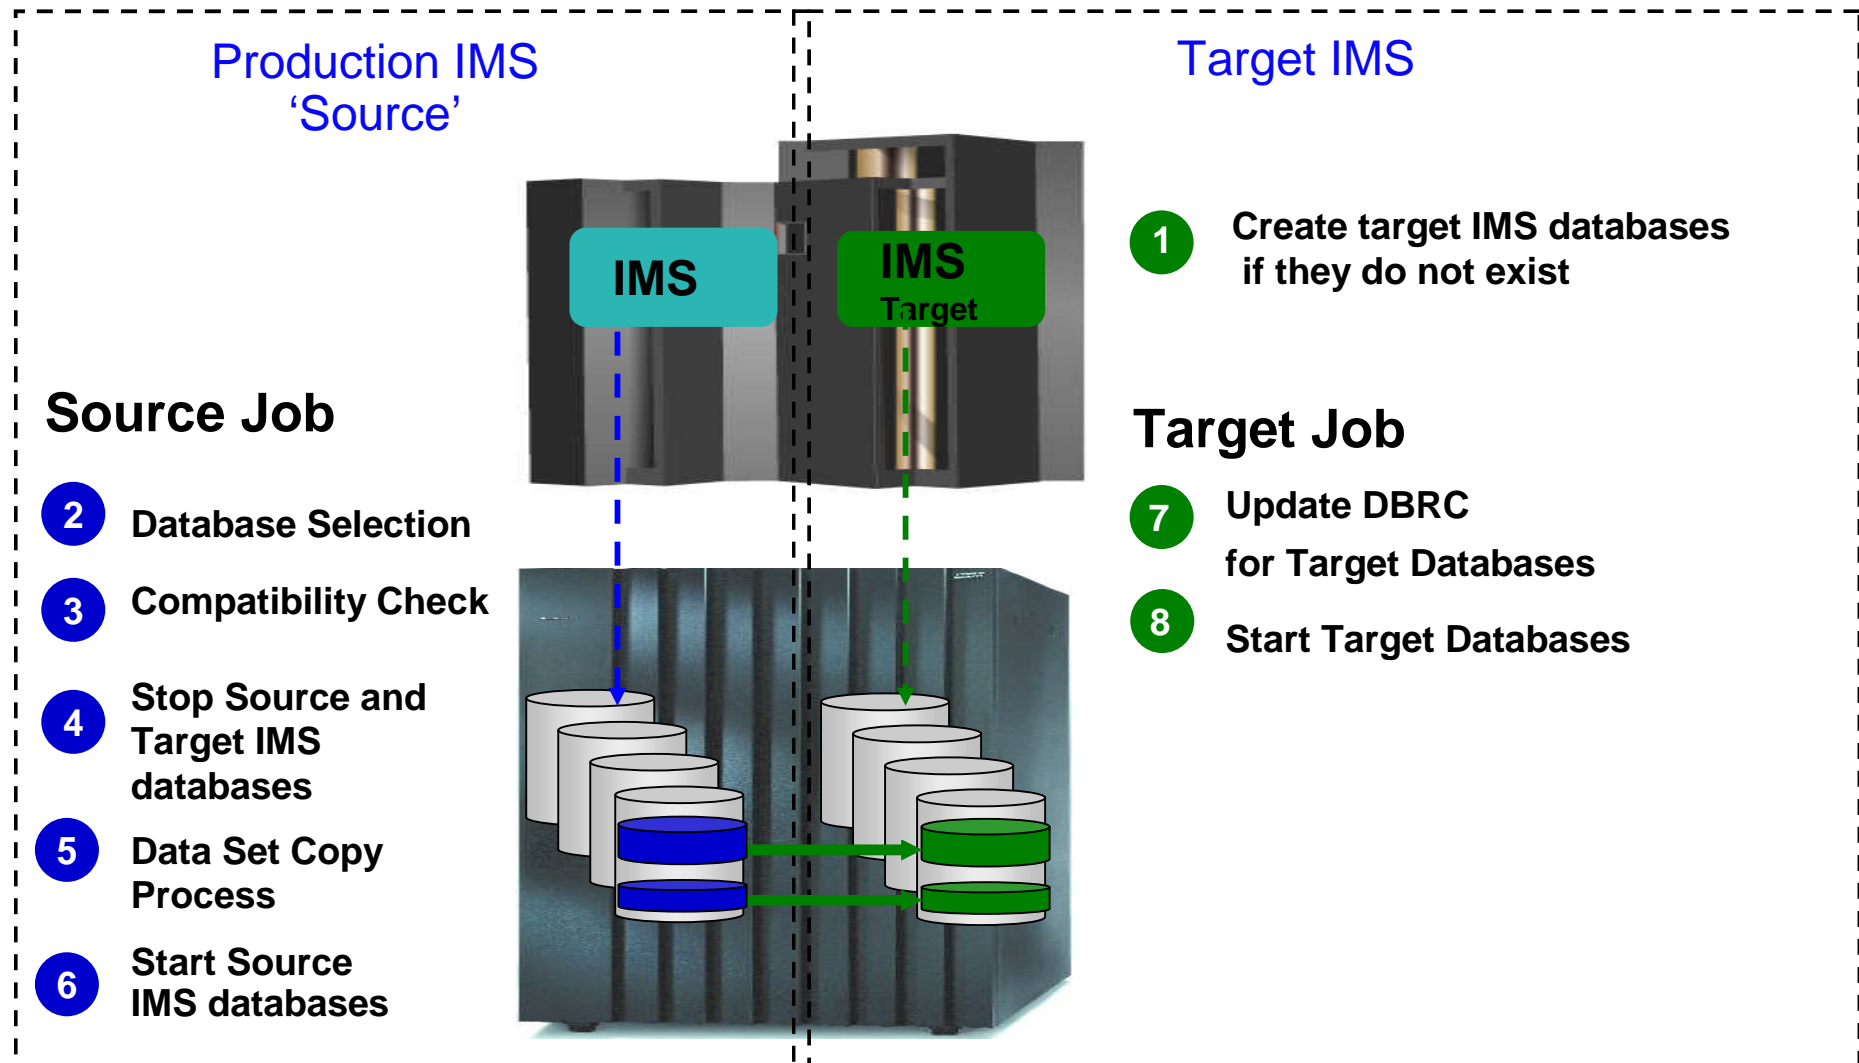 Production IMS
‘Source’
Target IMS
IMS
IMS
Target
1
Create target IMS databases
if they do not exist
Source Job
2
Database Selection
3
Compatibility Check
4
Stop Source and
Target IMS
databases
5
Data Set Copy
Process
6
Start Source
IMS databases
Target Job
7
Update DBRC
for Target Databases
8
Start Target Databases